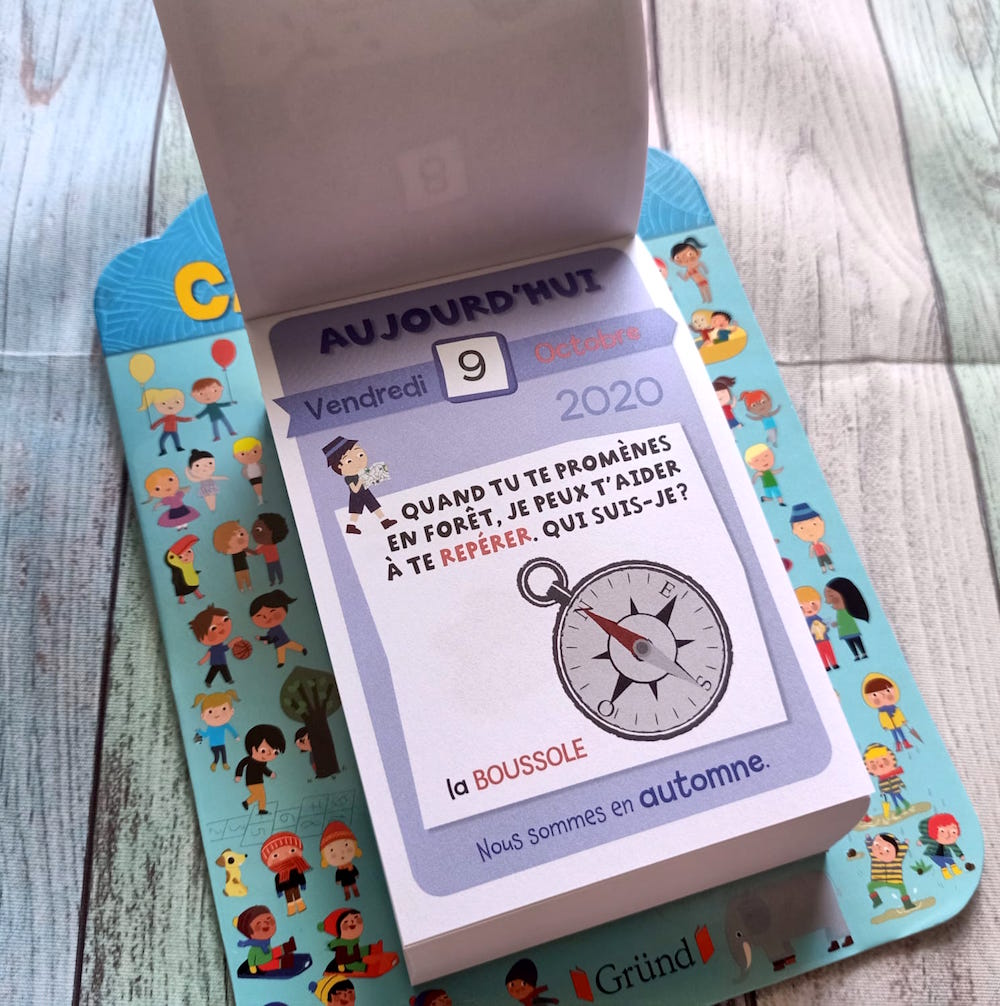 AUJOURD'HUI
Vendredi 9 Octobre
2020
QUAND TU TE PROMÈNES
EN FORÊT, JE PEUX T'AIDER
À TE REPÉRER. QUI SUIS-JE?
N E
O S
la BOUSSOLE
Nous sommes en automne.
Gründ